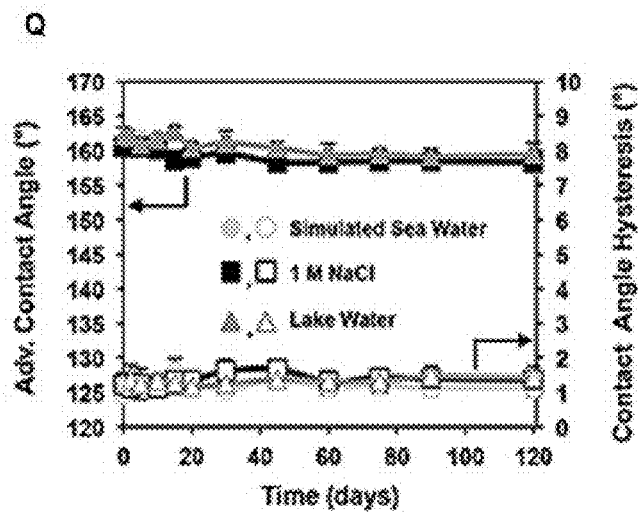 Q
Adv. Contact Angle (°)
170
165
160
155
150
145
140
135
130
125
120
Simulated Sea Water
1 M NaCl
Lake Water
10
9
8
7
6
5
4
3
2
1
0
Contact Angle Hysteresis (°)
0 20 40 60 80 100 120
Time (days)